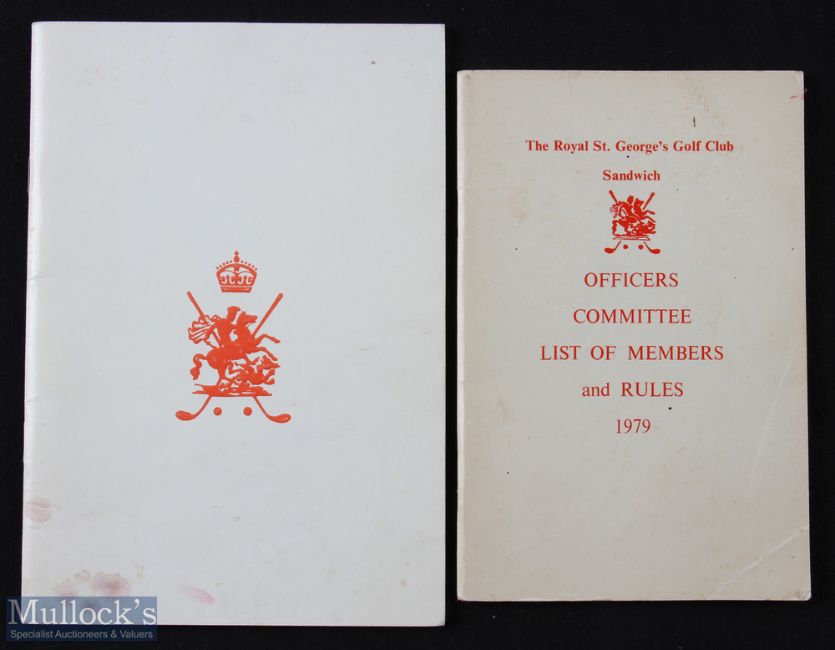 The Royal St. George's Golf Club
Sandwich
OFFICERS
COMMITTEE
LIST OF MEMBERS
and RULES
1979
Mullock's
Specialist Auctioneers & Valuers